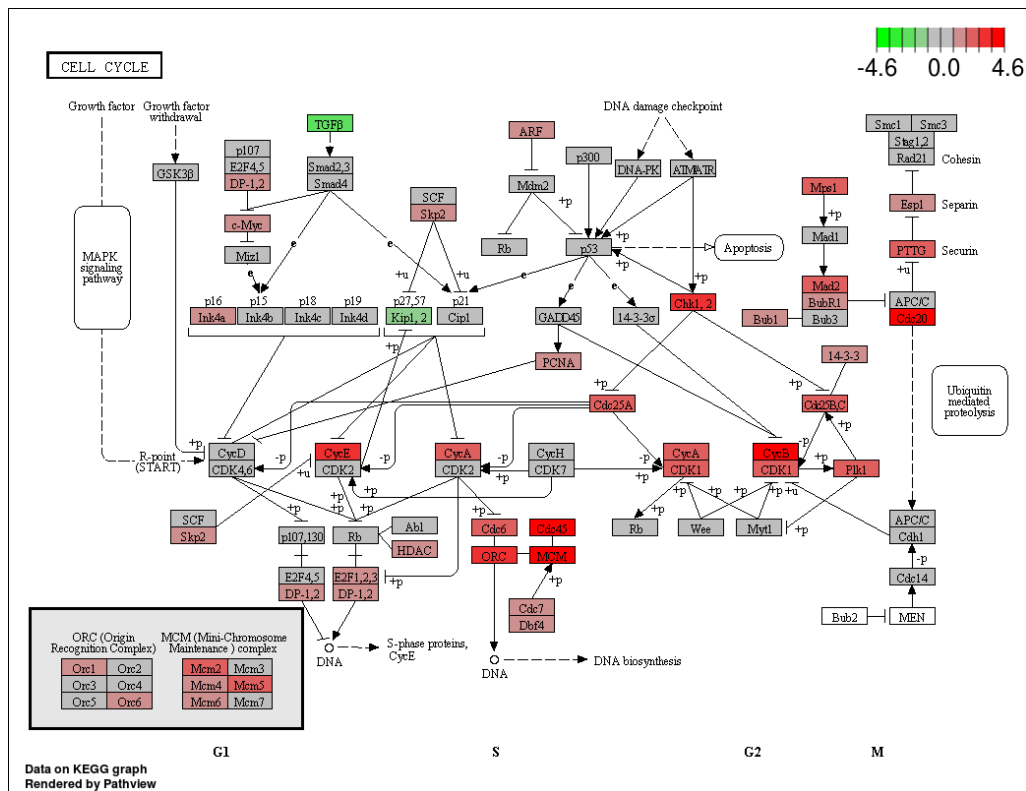 CELL CYCLE
-4.6 0.0 4.6
Growth factor
Growth factor
withdrawal
TGFβ
DNA damage checkpoint
ARF
Smc1 Smc3
Stag1,2
Rad21
Cohesin
p107
E2F4,5
DP-1,2
Smad2,3
Smad4
GSK3β
p300
DNA-PK
ATM/ATR
Mdm2
SCF
Skp2
Mps1
+p
Mad1
Esp1
Separin
c-Myc
Miz1
Rb
p53
+p
+p
Apoptosis
PTTG
Securin
MAPK
signaling
pathway
e
e
e
+u
+u
e
e
e
+p
+p
+u
Mad2
BubR1
Bub3
Bub1
APC/C
Cdc20
p16
Ink4a
p15
Ink4b
p18
Ink4c
p19
Ink4d
p27,57
Kip1, 2
p21
Cip1
GADD45
14-3-3σ
Chk1, 2
+p
PCNA
14-3-3
+p
+p
Cdc25A
Cdc25B,C
Ubiquitin
mediated
proteolysis
R-point
(START)
+p
CycD
CDK4,6
-p
CycE
CDK2
-p
CycA
CDK2
-p
CycH
CDK7
+p
CycA
CDK1
-p
CycB
CDK1
-p
+p
+p
Plk1
+u
+p
+p
+p
+p
+p
+p
+p
+p
+u
+p
SCF
Skp2
p107,130
Rb
Abl
HDAC
Cdc6
Cdc45
ORC
MCM
+p
Rb
Wee
Myt1
APC/C
Cdh1
-p
Cdc14
E2F4,5
DP-1,2
E2F1,2,3
DP-1,2
+p
Cdc7
Dbf4
Bub2
MEN
DNA
S-phase proteins,
CycE
DNA
DNA biosynthesis
ORC (Origin
Recognition Complex)
MCM (Mini-Chromosome
Maintenance ) complex
Orc1 Orc2
Orc3 Orc4
Orc5 Orc6
Mcm2 Mcm3
Mcm4 Mcm5
Mcm6 Mcm7
G1 S G2 M
Data on KEGG graph
Rendered by Pathview